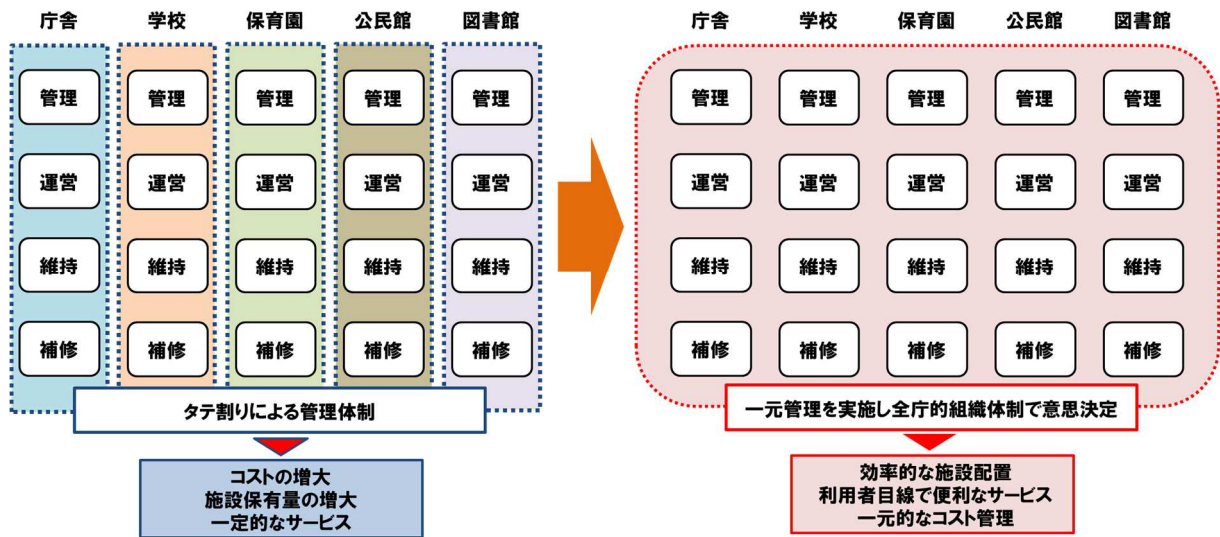 庁舎 学校 保育園 公民館 図書館
管理 管理 管理 管理 管理
運営 運営 運営 運営 運営
維持 維持 維持 維持 維持
補修 補修 補修 補修 補修
タテ割りによる管理体制
コストの増大
施設保有量の増大
一定的なサービス
庁舎 学校 保育園 公民館 図書館
管理 管理 管理 管理 管理
運営 運営 運営 運営 運営
維持 維持 維持 維持 維持
補修 補修 補修 補修 補修
一元管理を実施し全庁的組織体制で意思決定
効率的な施設配置
利用者目線で便利なサービス
一元的なコスト管理